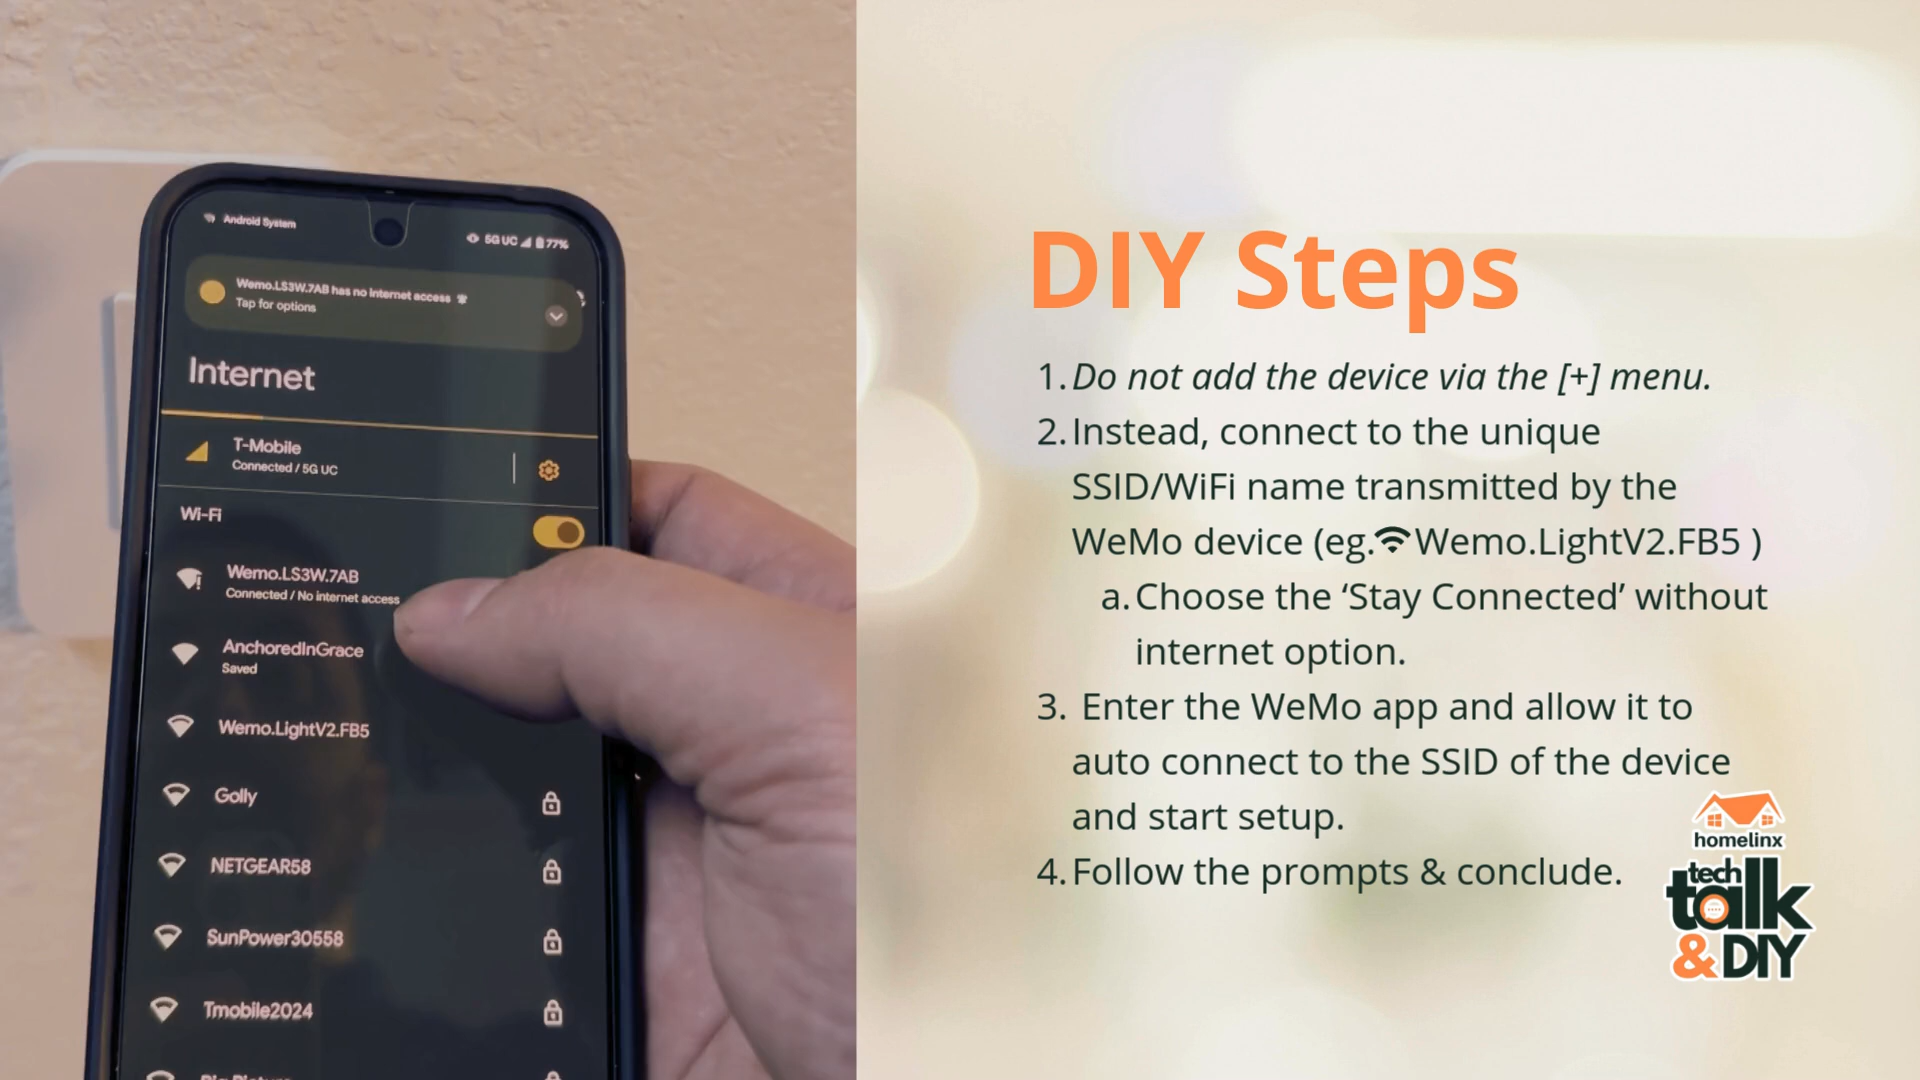 Android System
5G UC 77%
Wemo.LS3W.7AB has no internet access
Tap for options
Internet
T-Mobile
Connected / 5G UC
Wi-Fi
Wemo.LS3W.7AB
Connected / No internet access
AnchoredInGrace
Saved
Wemo.LightV2.FB5
Golly
NETGEAR58
SunPower30558
Tmobile2024
DIY Steps
1. Do not add the device via the [+] menu.
2. Instead, connect to the unique
SSID/WiFi name transmitted by the
WeMo device (eg. Wemo.LightV2.FB5 )
a. Choose the ‘Stay Connected’ without
internet option.
3. Enter the WeMo app and allow it to
auto connect to the SSID of the device
and start setup.
4. Follow the prompts & conclude.
homelinx
tech
talk
& DIY